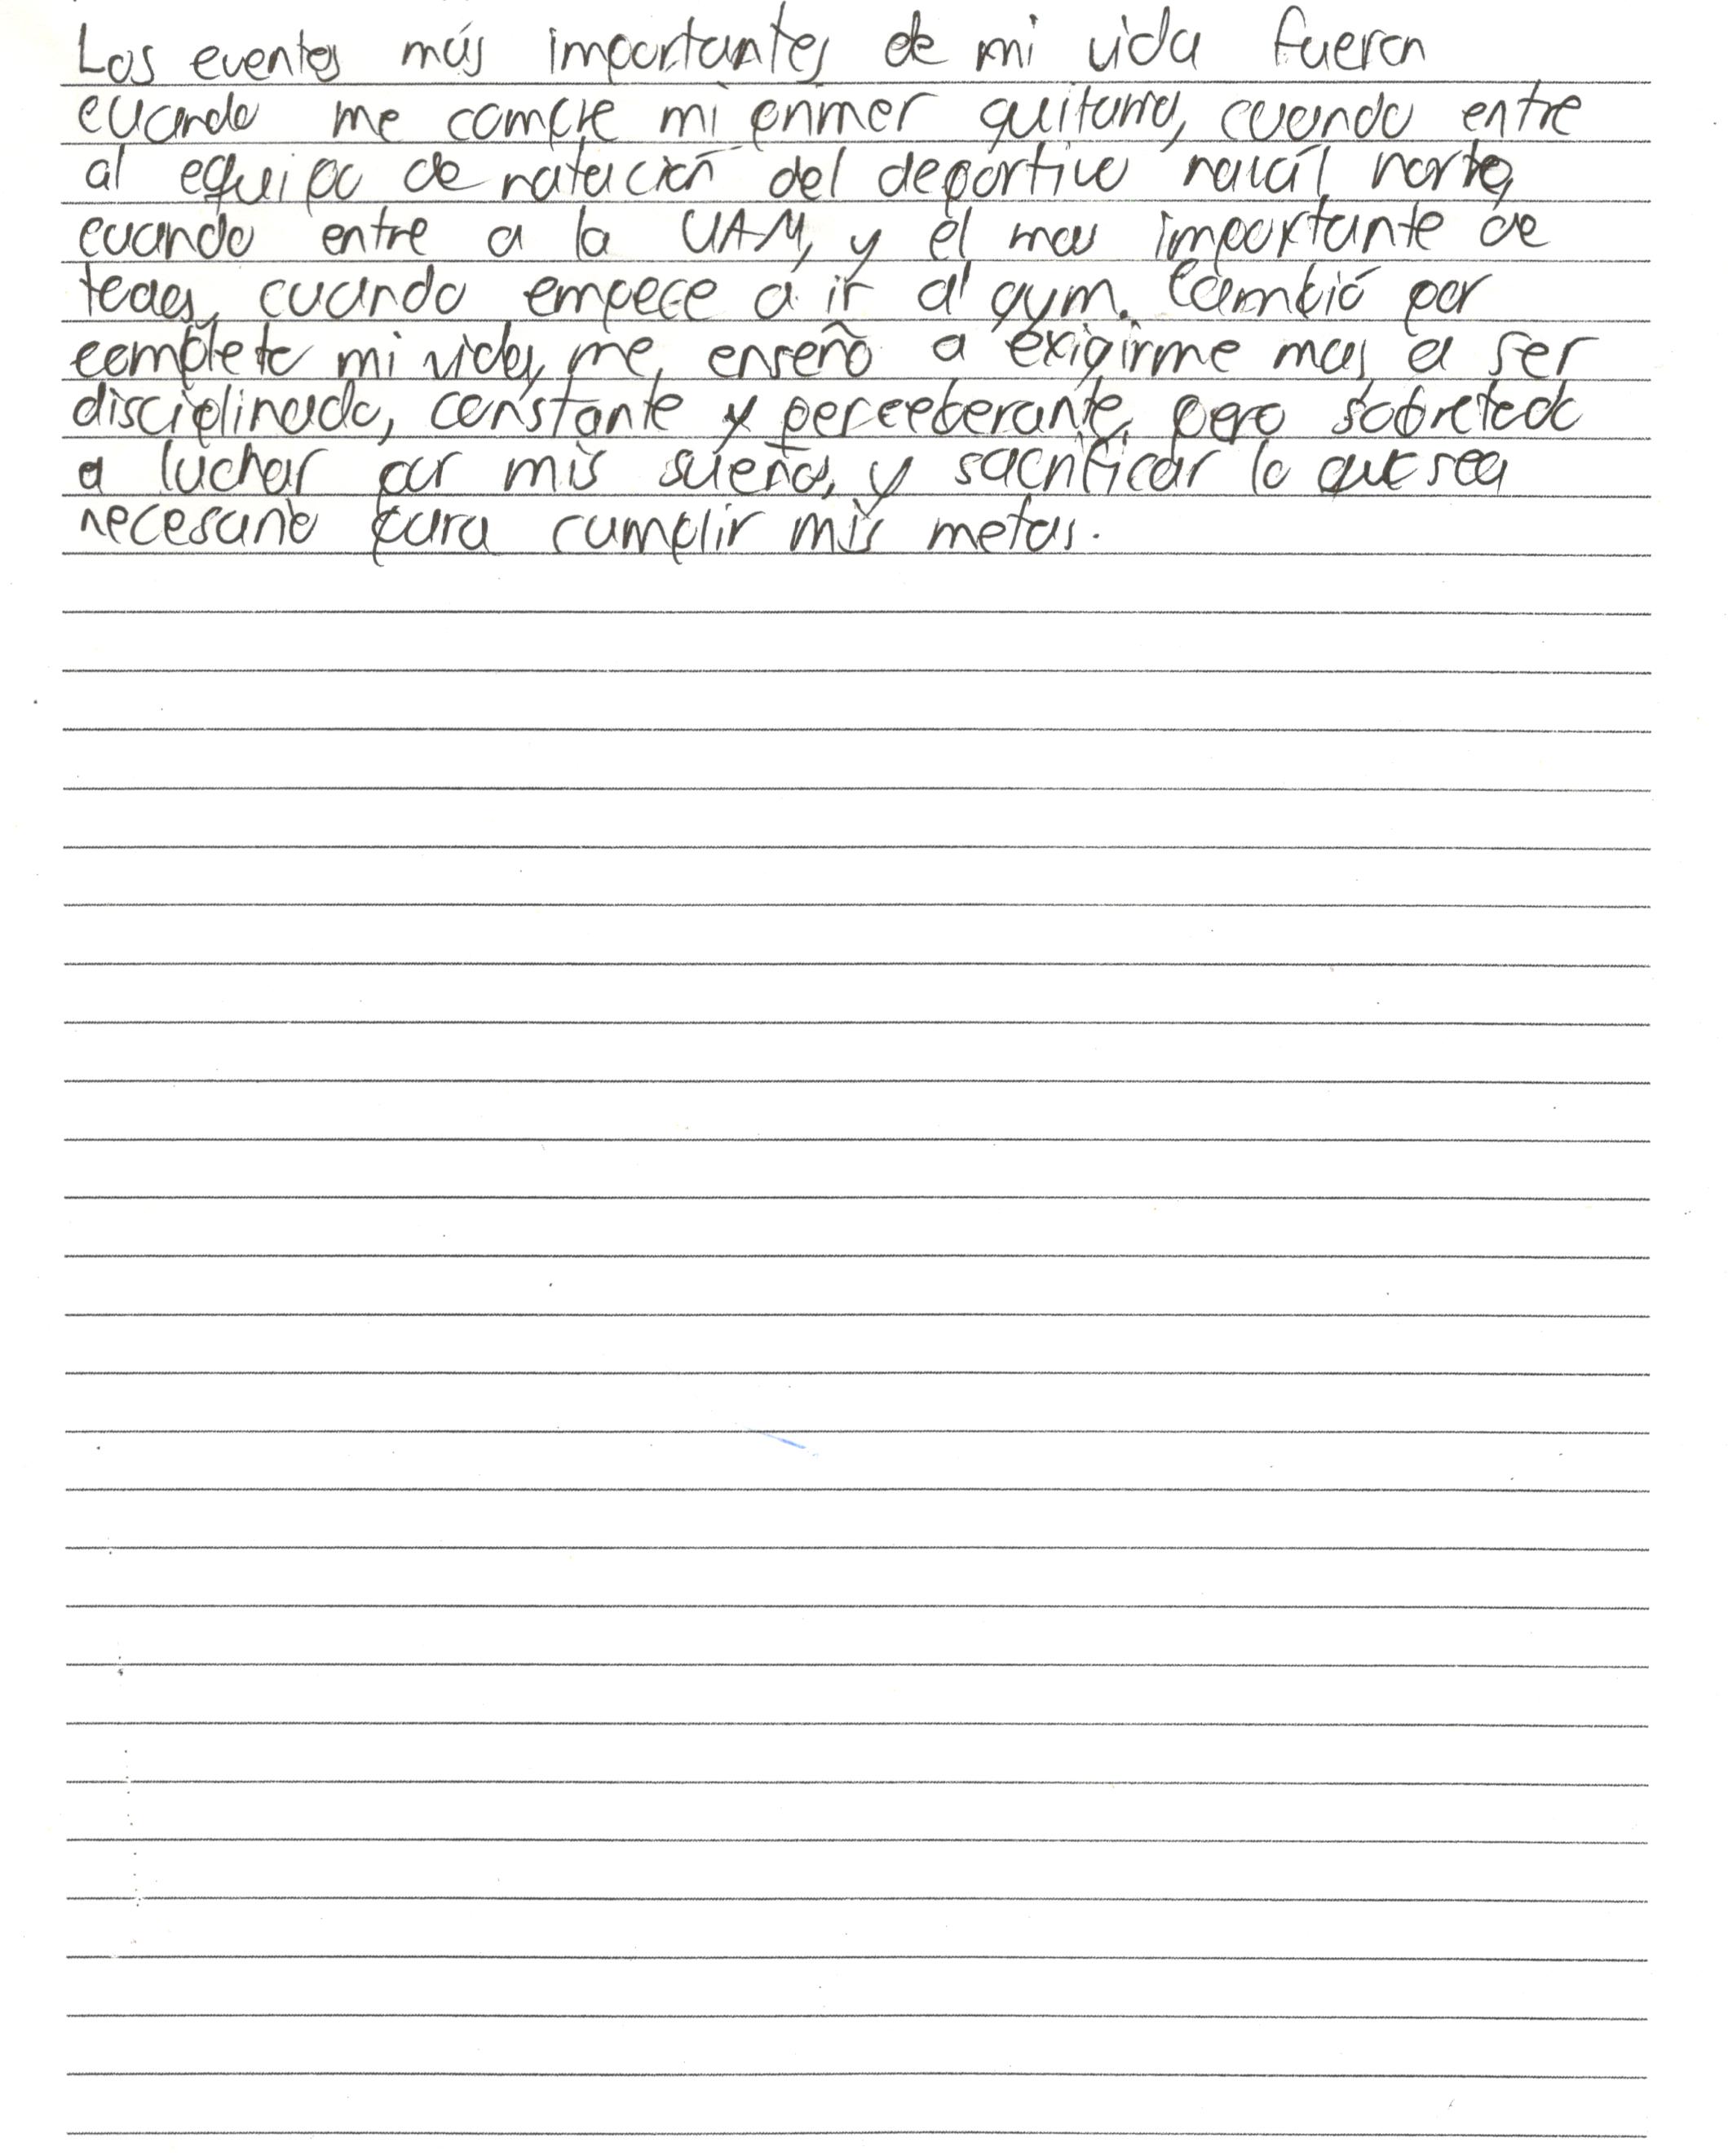 Los eventos más importantes de mi vida fueron
cuando me compre mi primer guitarra, cuando entre
al equipo de natación del deportivo naval norte,
cuando entre a la UAM, y el mas importante de
todos, cuando empece a ir al gym. Cambió por
completo mi vida, me enseño a exigirme mas, a ser
disciplinado, constante y perceberante, pero sobretodo
a luchar por mis sueños, y sacrificar lo que sea
necesario para cumplir mis metas.